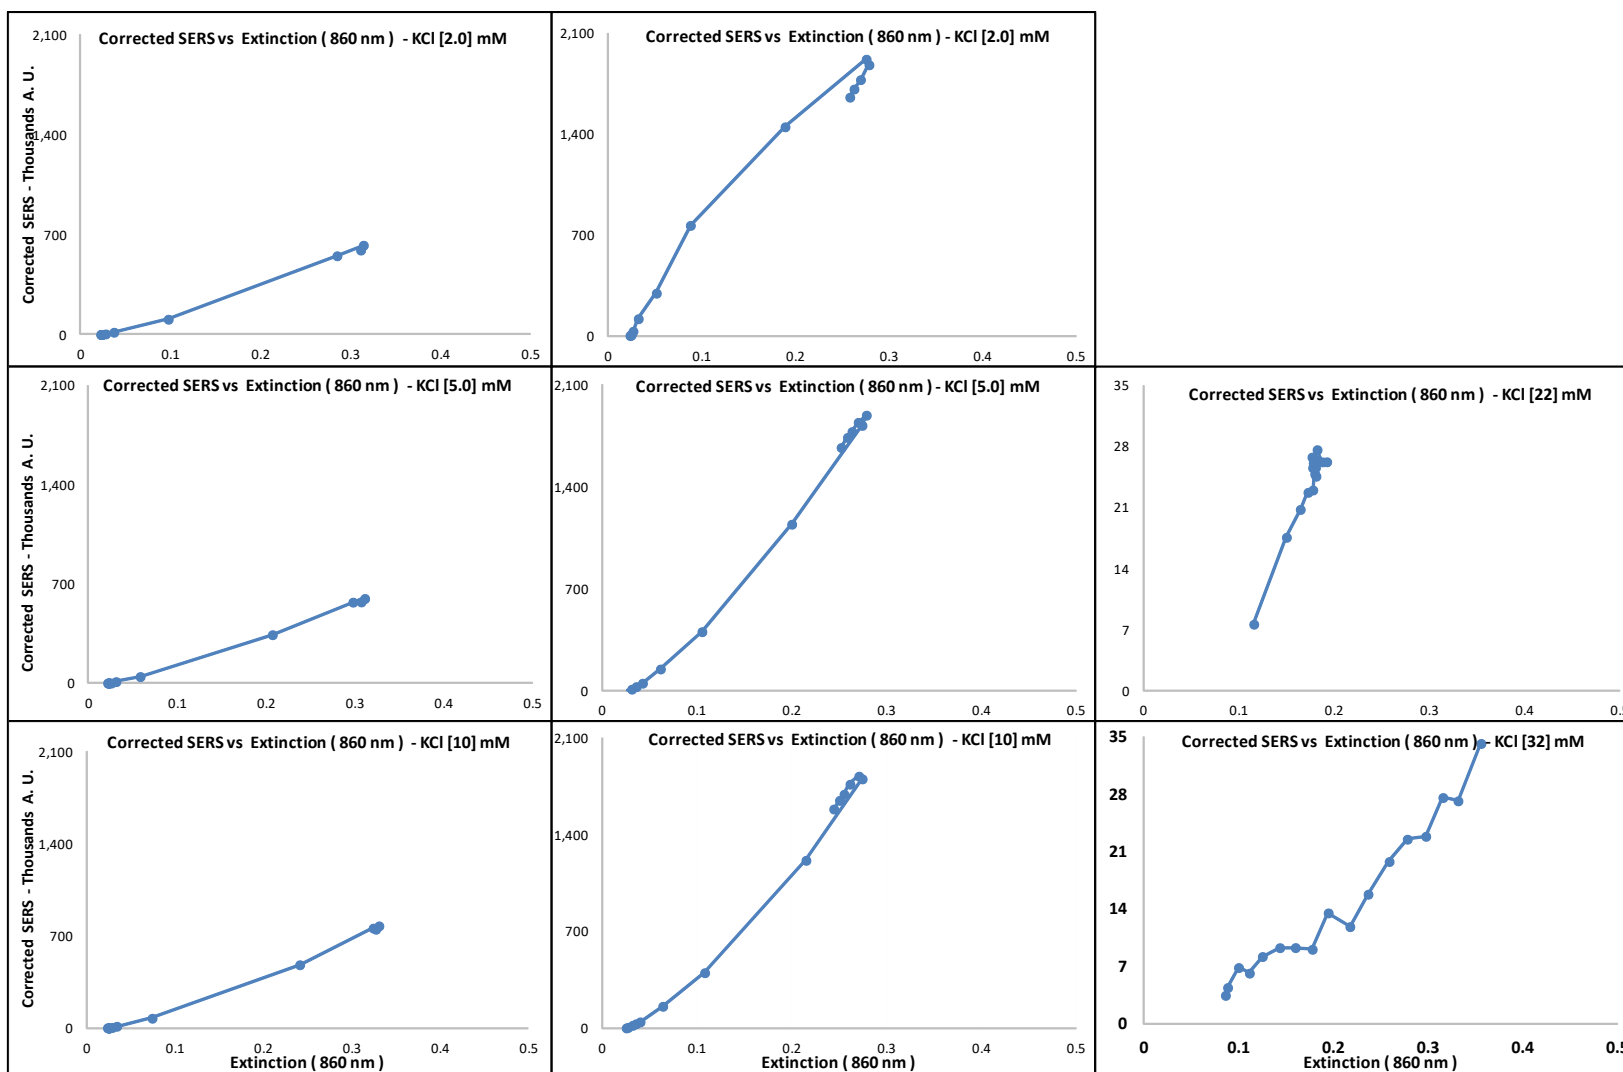 Corrected SERS vs Extinction ( 860 nm ) - KCl [2.0] mM
Corrected SERS - Thousands A. U.
2,100
1,400
700
0
0 0.1 0.2 0.3 0.4 0.5
Corrected SERS vs Extinction ( 860 nm ) - KCl [2.0] mM
2,100
1,400
700
0
0 0.1 0.2 0.3 0.4 0.5
Corrected SERS vs Extinction ( 860 nm ) - KCl [5.0] mM
Corrected SERS - Thousands A. U.
2,100
1,400
700
0
0 0.1 0.2 0.3 0.4 0.5
Corrected SERS vs Extinction ( 860 nm ) - KCl [5.0] mM
2,100
1,400
700
0
0 0.1 0.2 0.3 0.4 0.5
Corrected SERS vs Extinction ( 860 nm ) - KCl [22] mM
35
28
21
14
7
0
0 0.1 0.2 0.3 0.4 0.5
Corrected SERS vs Extinction ( 860 nm ) - KCl [10] mM
Corrected SERS - Thousands A. U.
2,100
1,400
700
0
0 0.1 0.2 0.3 0.4 0.5
Extinction ( 860 nm )
Corrected SERS vs Extinction ( 860 nm ) - KCl [10] mM
2,100
1,400
700
0
0 0.1 0.2 0.3 0.4 0.5
Corrected SERS vs Extinction ( 860 nm ) - KCl [32] mM
35
28
21
14
7
0
0 0.1 0.2 0.3 0.4 0.5
Extinction ( 860 nm )